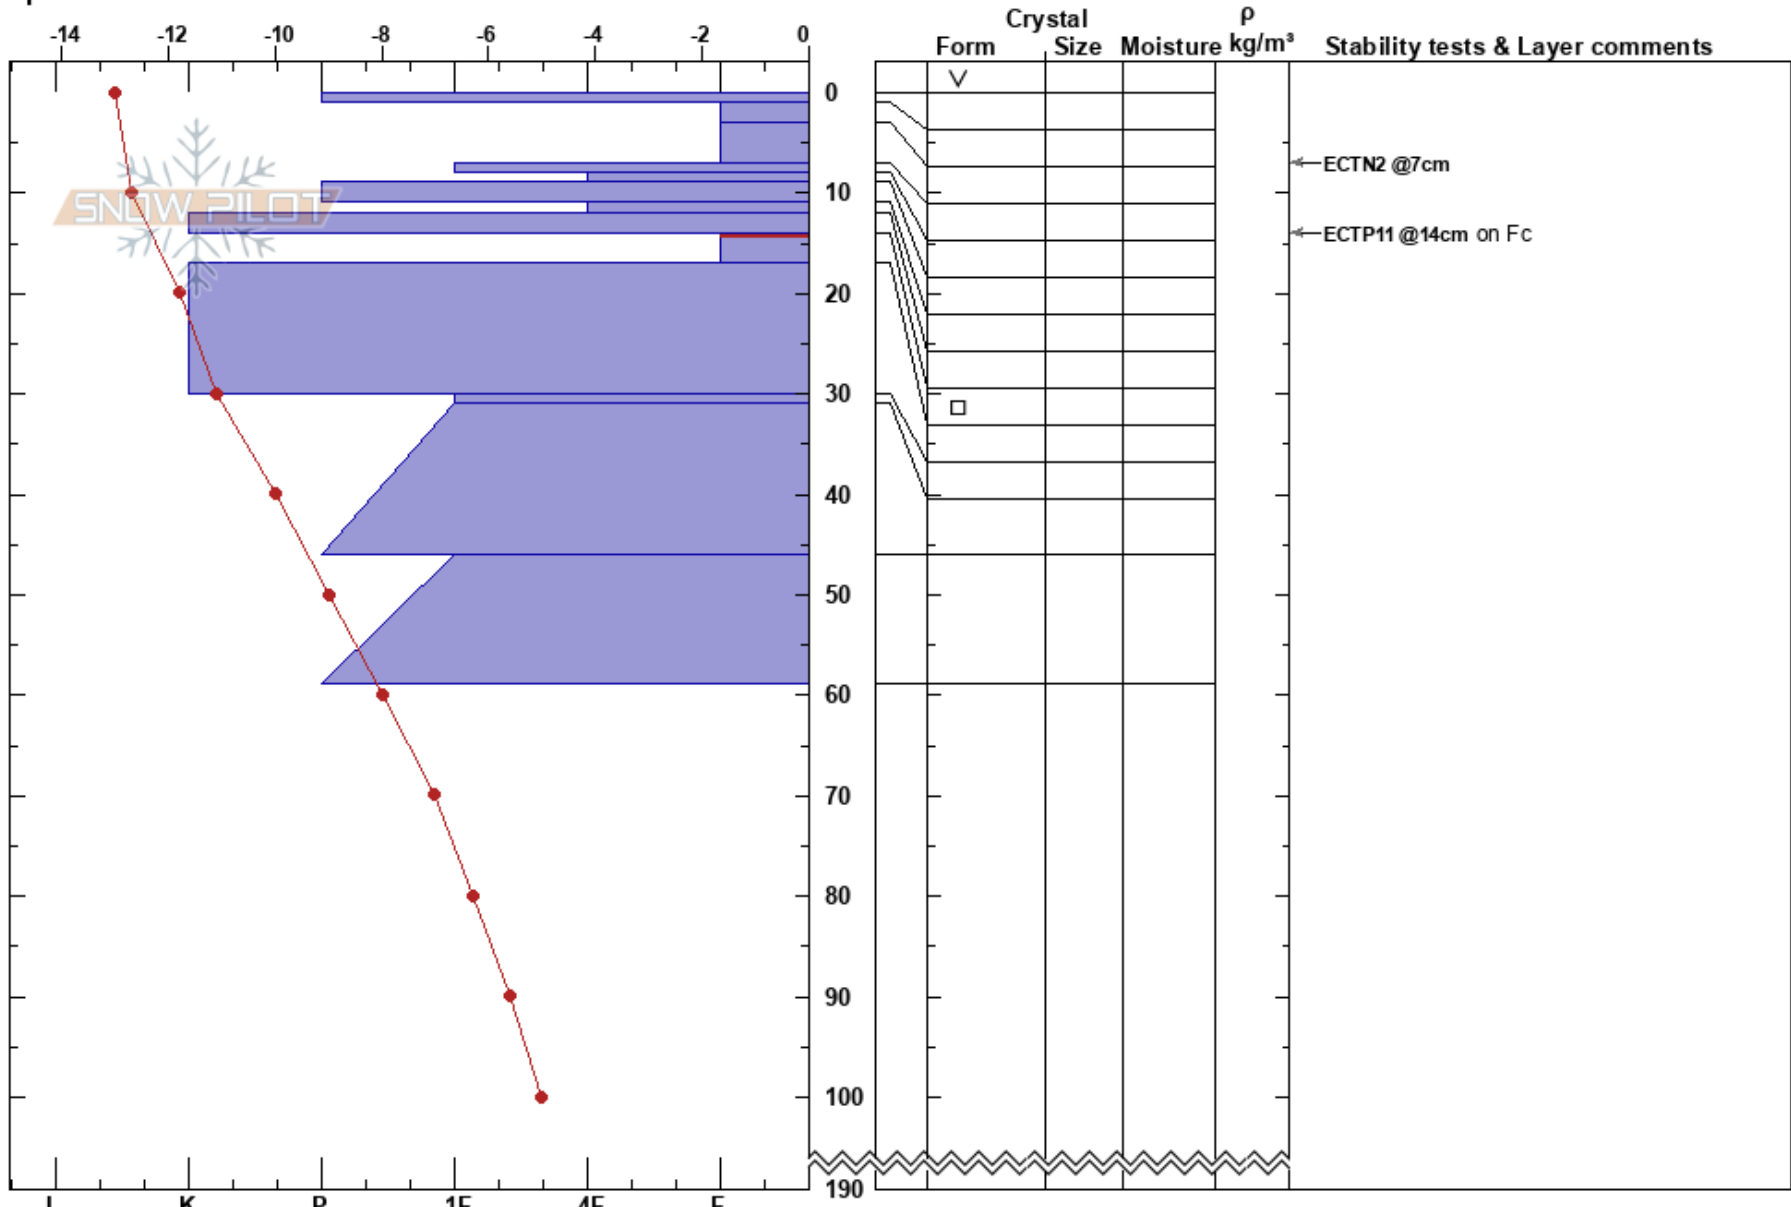 -14 -12 -10 -8 -6 -4 -2 0
Crystal ρ
Form Size Moisture kg/m³ Stability tests & Layer comments
0
SNOW PILOT
ECTN2 @7cm
10
ECTP11 @14cm on Fc
20
30
40
50
60
70
80
90
100
190
I K P 1F 4F F